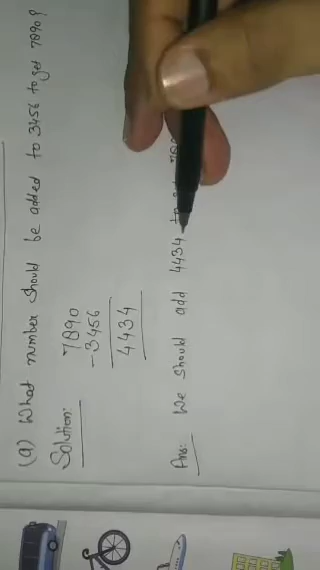 (a) What number should be added to 3456 to get 7890?
Solution:
7890
-3456
4434
Ans: We should add 4434 to get